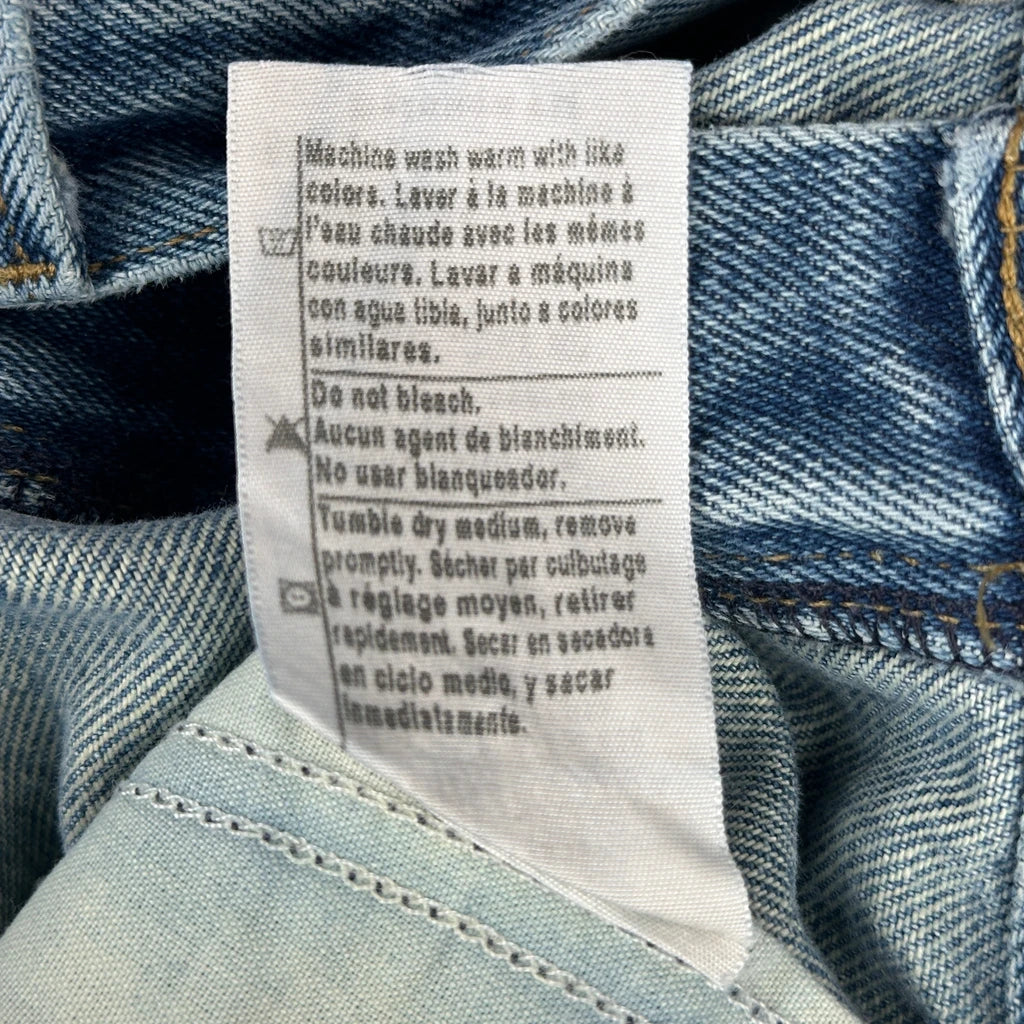 Machine wash warm with like
colors. Laver à la machine à
l'eau chaude avec les mêmes
couleurs. Lavar a máquina
con agua tibia, junto a colores
similares.
Do not bleach.
Aucun agent de blanchiment.
No usar blanqueador.
Tumble dry medium, remove
promptly. Sécher par culbutage
à réglage moyen, retirer
rapidement. Secar en secadora
en ciclo medio, y sacar
inmediatamente.